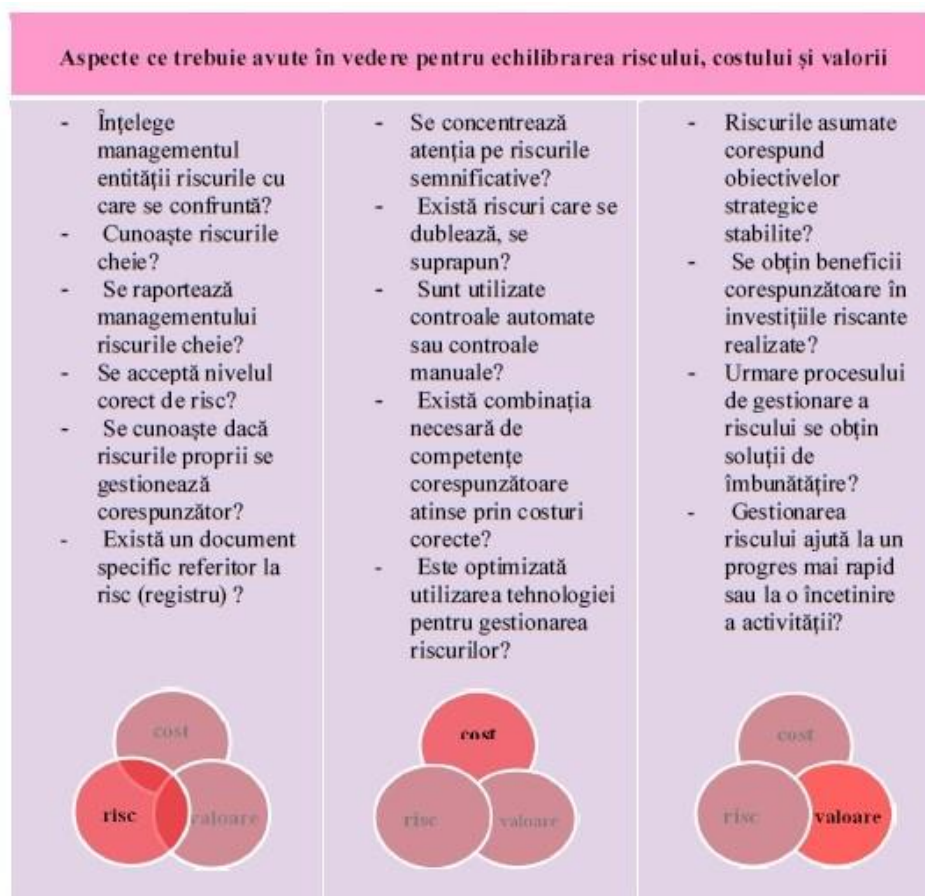 Aspecte ce trebuie avute în vedere pentru echilibrarea riscului, costului și valorii
- Înțelege
managementul
entității riscurile cu
care se confruntă?
- Cunoaște riscurile
cheie?
- Se raportează
managementului
riscurile cheie?
- Se acceptă nivelul
corect de risc?
- Se cunoaște dacă
riscurile proprii se
gestionează
corespunzător?
- Există un document
specific referitor la
risc (registru) ?
cost
risc
valoare
- Se concentrează
atenția pe riscurile
semnificative?
- Există riscuri care se
dublează, se
suprapun?
- Sunt utilizate
controale automate
sau controale
manuale?
- Există combinația
necesară de
competențe
corespunzătoare
atinse prin costuri
corecte?
- Este optimizată
utilizarea tehnologiei
pentru gestionarea
riscurilor?
cost
risc
valoare
- Riscurile asumate
corespund
obiectivelor
strategice
stabilite?
- Se obțin beneficii
corespunzătoare în
investițiile riscante
realizate?
- Urmare procesului
de gestionare a
riscului se obțin
soluții de
îmbunătățire?
- Gestionarea
riscului ajută la un
progres mai rapid
sau la o încetinire
a activității?
cost
risc
valoare